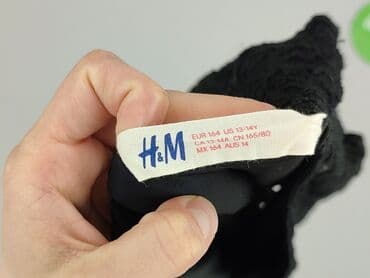 H&M
EUR 164 US 13-14Y
CA 13-14A CN 165/80
MX 164 AUS 14